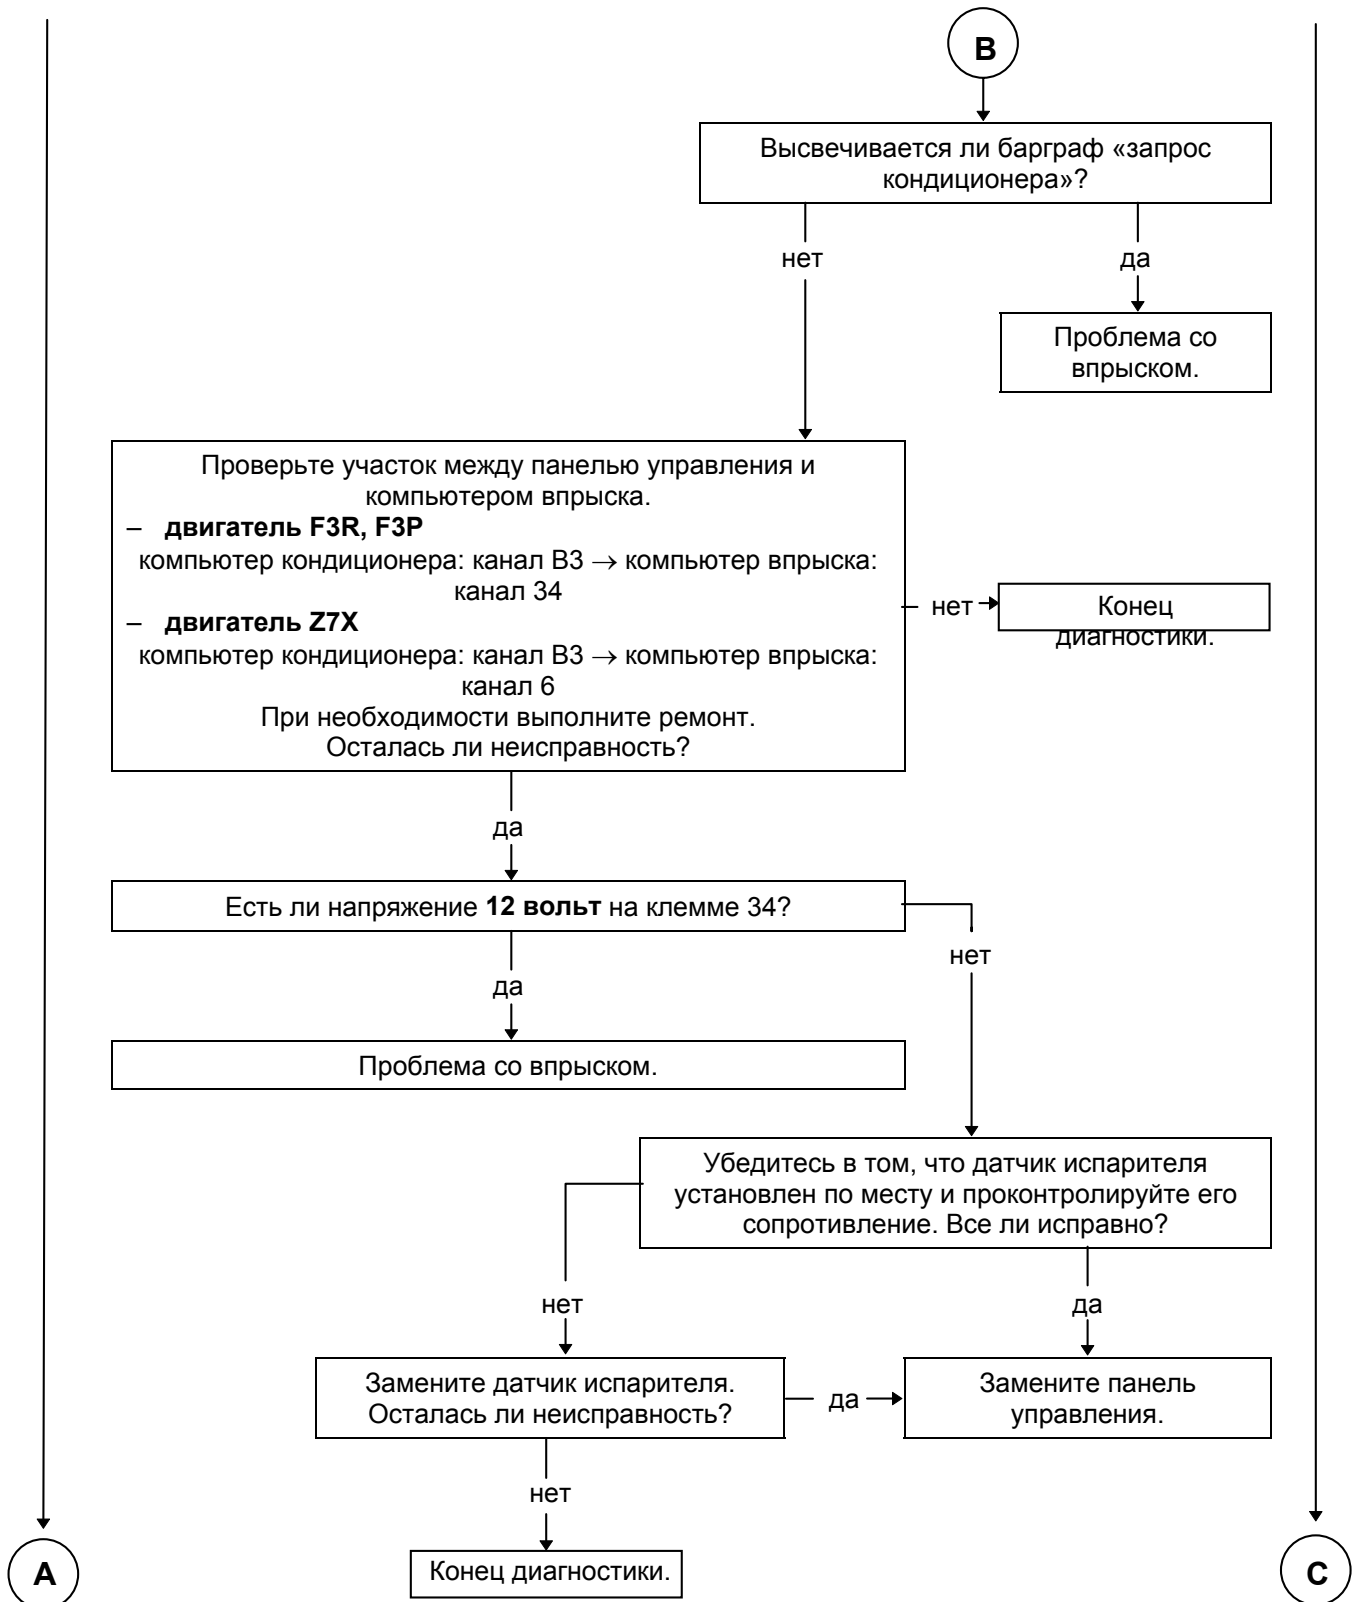 B
Высвечивается ли барграф «запрос
кондиционера»?
нет
да
Проблема со
впрыском.
Проверьте участок между панелью управления и
компьютером впрыска.
– двигатель F3R, F3P
компьютер кондиционера: канал B3 → компьютер впрыска:
канал 34
– двигатель Z7X
компьютер кондиционера: канал B3 → компьютер впрыска:
канал 6
При необходимости выполните ремонт.
Осталась ли неисправность?
нет
Конец
диагностики.
да
Есть ли напряжение 12 вольт на клемме 34?
нет
да
Проблема со впрыском.
Убедитесь в том, что датчик испарителя
установлен по месту и проконтролируйте его
сопротивление. Все ли исправно?
нет
да
Замените датчик испарителя.
Осталась ли неисправность?
да
Замените панель
управления.
нет
Конец диагностики.
A
C